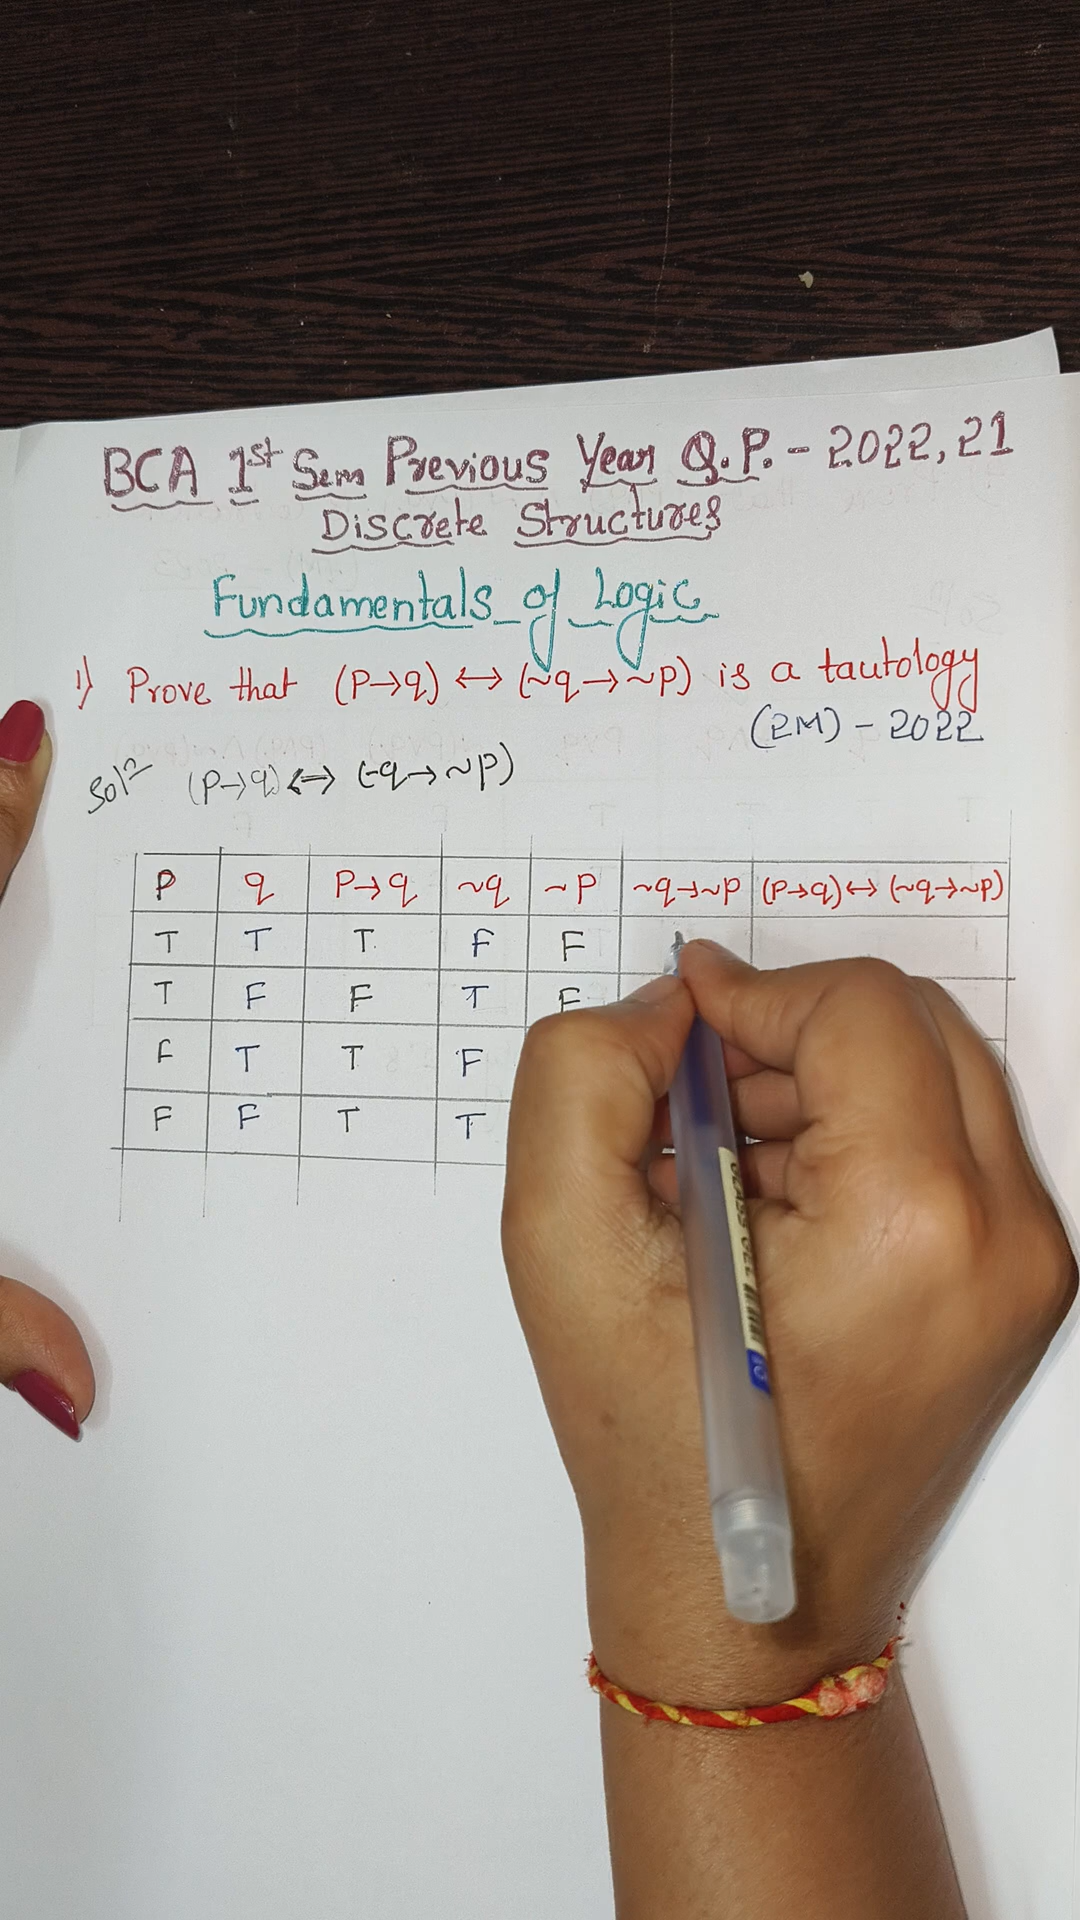 BCA 1st Sem Previous Year Q.P. - 2022, 21
Discrete Structures
Fundamentals of Logic
1) Prove that (P→q) ↔ (~q→~P) is a tautology
(2M) - 2022
Soln (P→q) ↔ (~q→~P)
P q P→q ~q ~P ~q→~P (P→q)↔(~q→~P)
T T T F F
T F F T F
F T T F
F F T T